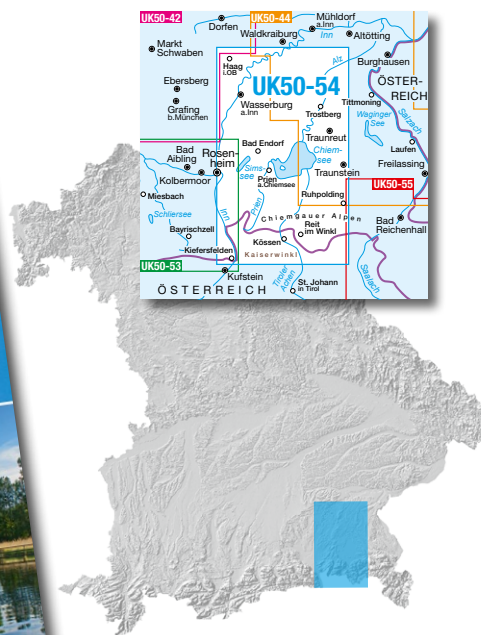 UK50-42
UK50-44
Dorfen
Mühldorf
a.Inn
Inn
Waldkraiburg
Altötting
Markt
Schwaben
Haag
i.OB
Alz
Burghausen
UK50-54
ÖSTER-
REICH
Ebersberg
Grafing
b.München
Wasserburg
a.Inn
Trostberg
Tittmoning
Waginger
See
Salzach
Traunreut
Laufen
Bad
Aibling
Rosen-
heim
Bad Endorf
Chiem-
see
Sims-
see
Freilassing
Kolbermoor
Prien
a.Chiemsee
Traunstein
UK50-55
Miesbach
Ruhpolding
Schliersee
Inn
Prien
Chiemgauer Alpen
Bad
Reichenhall
Bayrischzell
Reit
im Winkl
Kössen
Kiefersfelden
Kaiserwinkl
UK50-53
Kufstein
Tiroler
Achen
St. Johann
in Tirol
Saalach
ÖSTERREICH